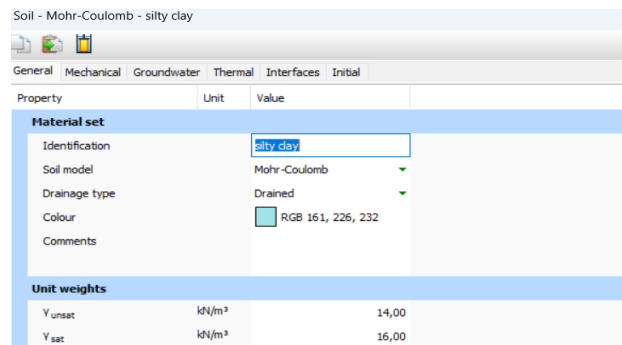 Soil - Mohr-Coulomb - silty clay
General Mechanical Groundwater Thermal Interfaces Initial
Property Unit Value
Material set
Identification silty clay
Soil model Mohr-Coulomb
Drainage type Drained
Colour RGB 161, 226, 232
Comments
Unit weights
γ unsat kN/m³ 14,00
γ sat kN/m³ 16,00